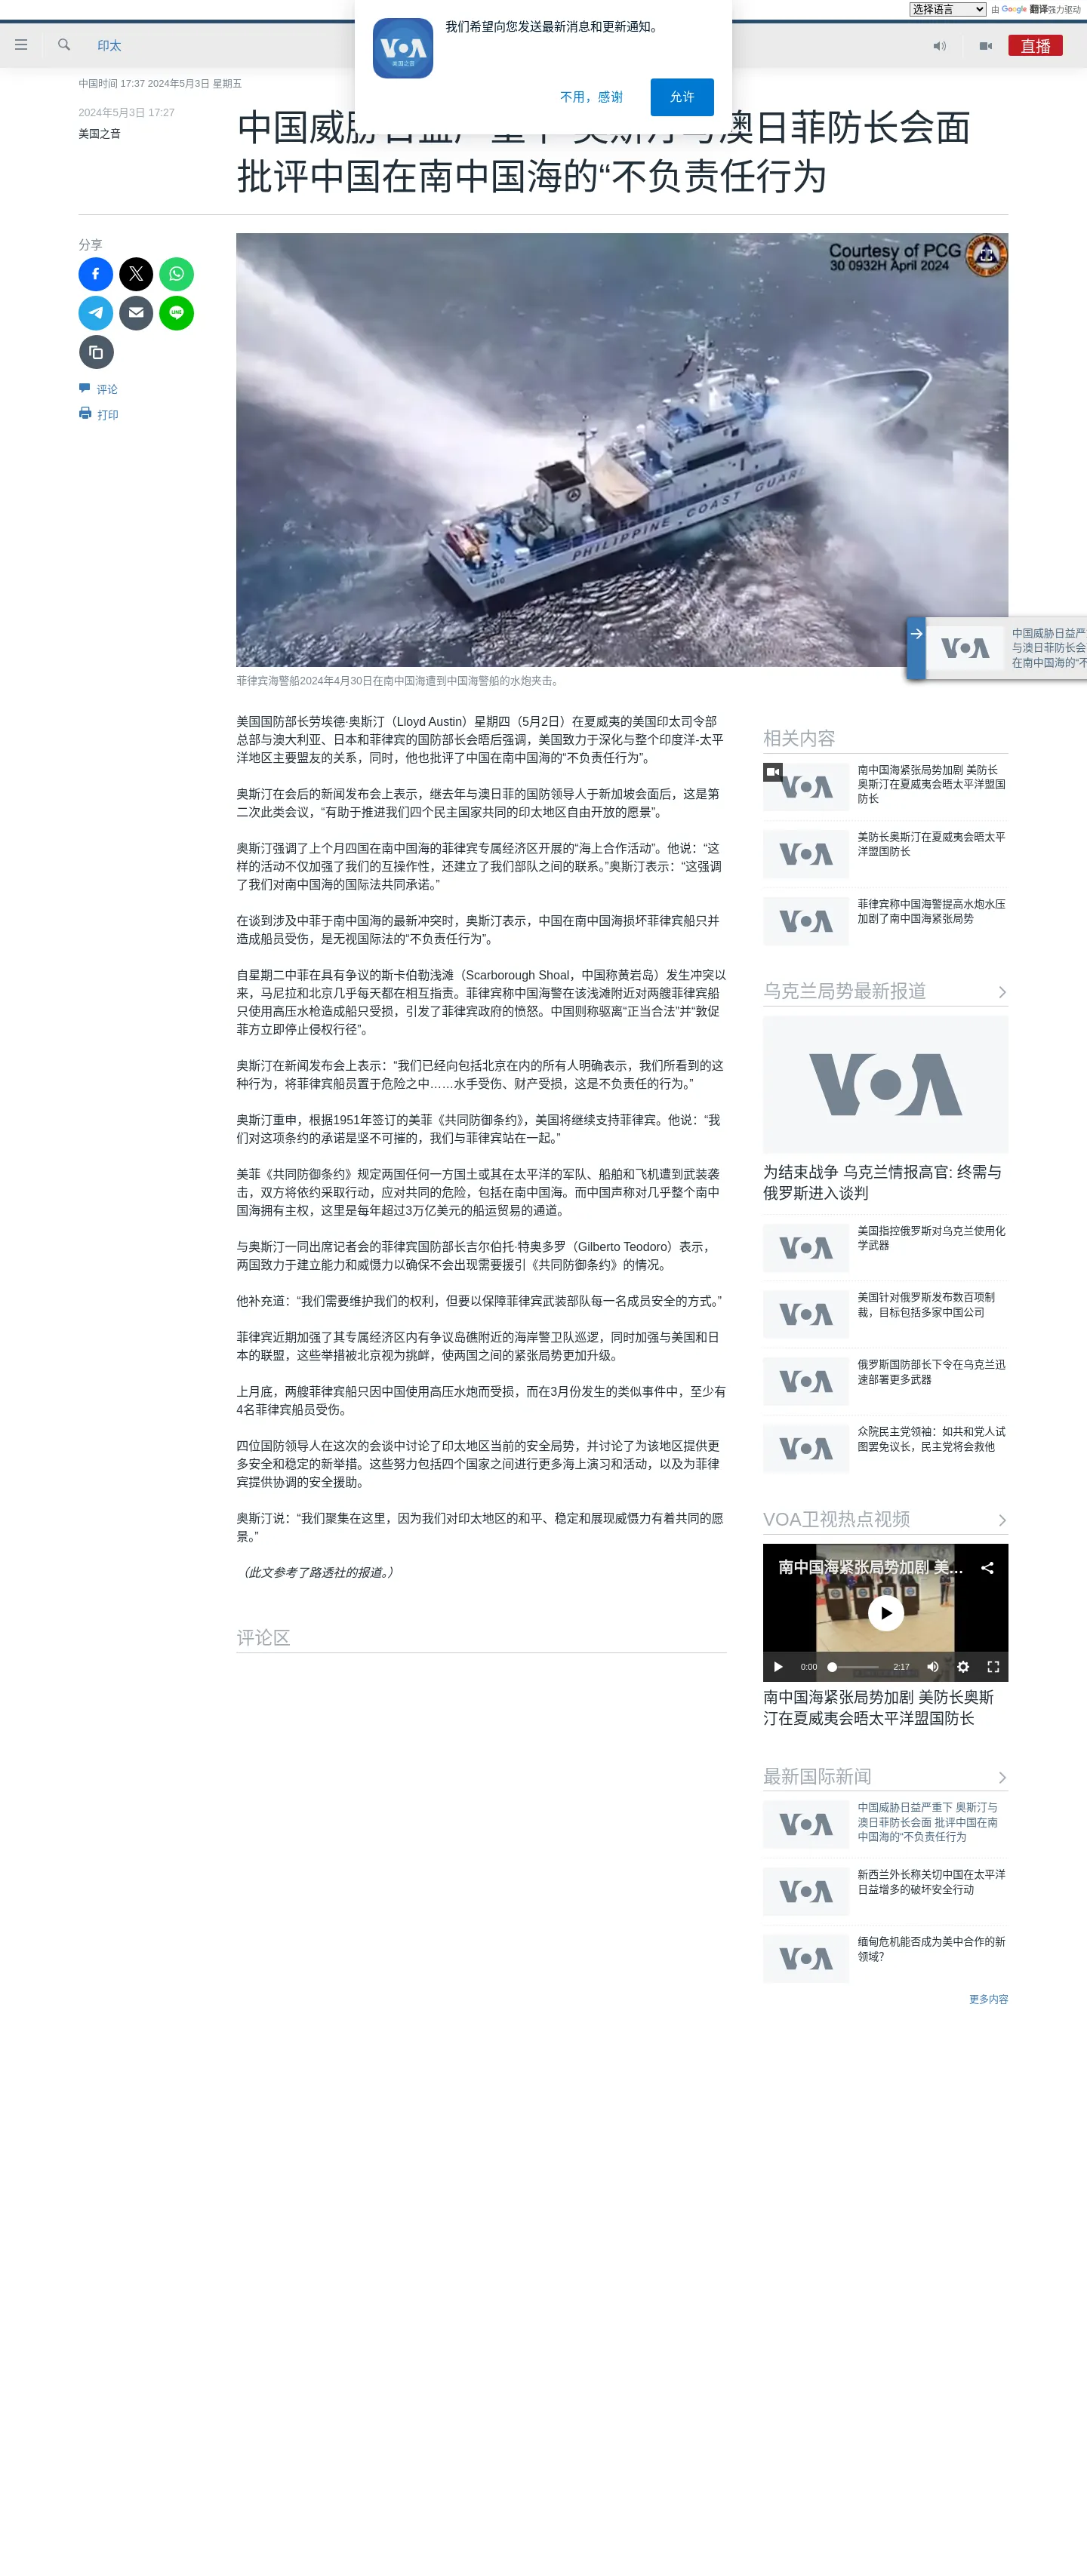 选择语言
由 Google 翻译强力驱动
我们希望向您发送最新消息和更新通知。
VOA
美国之音
不用，感谢
允许
印太
直播
中国时间 17:37 2024年5月3日 星期五
2024年5月3日 17:27
美国之音
澳日菲防长会面
批评中国在南中国海的“不负责任行为
分享
评论
打印
Courtesy of PCG
30 0932H April 2024
PHILIPPINE COAST GUARD
4410
菲律宾海警船2024年4月30日在南中国海遭到中国海警船的水炮夹击。
VOA
中国威胁日益严
与澳日菲防长会
在南中国海的“不
美国国防部长劳埃德·奥斯汀（Lloyd Austin）星期四（5月2日）在夏威夷的美国印太司令部
总部与澳大利亚、日本和菲律宾的国防部长会晤后强调，美国致力于深化与整个印度洋-太平
洋地区主要盟友的关系，同时，他也批评了中国在南中国海的“不负责任行为”。
奥斯汀在会后的新闻发布会上表示，继去年与澳日菲的国防领导人于新加坡会面后，这是第
二次此类会议，“有助于推进我们四个民主国家共同的印太地区自由开放的愿景”。
奥斯汀强调了上个月四国在南中国海的菲律宾专属经济区开展的“海上合作活动”。他说：“这
样的活动不仅加强了我们的互操作性，还建立了我们部队之间的联系。”奥斯汀表示：“这强调
了我们对南中国海的国际法共同承诺。”
在谈到涉及中菲于南中国海的最新冲突时，奥斯汀表示，中国在南中国海损坏菲律宾船只并
造成船员受伤，是无视国际法的“不负责任行为”。
自星期二中菲在具有争议的斯卡伯勒浅滩（Scarborough Shoal，中国称黄岩岛）发生冲突以
来，马尼拉和北京几乎每天都在相互指责。菲律宾称中国海警在该浅滩附近对两艘菲律宾船
只使用高压水枪造成船只受损，引发了菲律宾政府的愤怒。中国则称驱离“正当合法”并“敦促
菲方立即停止侵权行径”。
奥斯汀在新闻发布会上表示：“我们已经向包括北京在内的所有人明确表示，我们所看到的这
种行为，将菲律宾船员置于危险之中……水手受伤、财产受损，这是不负责任的行为。”
奥斯汀重申，根据1951年签订的美菲《共同防御条约》，美国将继续支持菲律宾。他说：“我
们对这项条约的承诺是坚不可摧的，我们与菲律宾站在一起。”
美菲《共同防御条约》规定两国任何一方国土或其在太平洋的军队、船舶和飞机遭到武装袭
击，双方将依约采取行动，应对共同的危险，包括在南中国海。而中国声称对几乎整个南中
国海拥有主权，这里是每年超过3万亿美元的船运贸易的通道。
与奥斯汀一同出席记者会的菲律宾国防部长吉尔伯托·特奥多罗（Gilberto Teodoro）表示，
两国致力于建立能力和威慑力以确保不会出现需要援引《共同防御条约》的情况。
他补充道：“我们需要维护我们的权利，但要以保障菲律宾武装部队每一名成员安全的方式。”
菲律宾近期加强了其专属经济区内有争议岛礁附近的海岸警卫队巡逻，同时加强与美国和日
本的联盟，这些举措被北京视为挑衅，使两国之间的紧张局势更加升级。
上月底，两艘菲律宾船只因中国使用高压水炮而受损，而在3月份发生的类似事件中，至少有
4名菲律宾船员受伤。
四位国防领导人在这次的会谈中讨论了印太地区当前的安全局势，并讨论了为该地区提供更
多安全和稳定的新举措。这些努力包括四个国家之间进行更多海上演习和活动，以及为菲律
宾提供协调的安全援助。
奥斯汀说：“我们聚集在这里，因为我们对印太地区的和平、稳定和展现威慑力有着共同的愿
景。”
（此文参考了路透社的报道。）
评论区
相关内容
VOA
南中国海紧张局势加剧 美防长
奥斯汀在夏威夷会晤太平洋盟国
防长
VOA
美防长奥斯汀在夏威夷会晤太平
洋盟国防长
VOA
菲律宾称中国海警提高水炮水压
加剧了南中国海紧张局势
乌克兰局势最新报道
VOA
为结束战争 乌克兰情报高官: 终需与
俄罗斯进入谈判
VOA
美国指控俄罗斯对乌克兰使用化
学武器
VOA
美国针对俄罗斯发布数百项制
裁，目标包括多家中国公司
VOA
俄罗斯国防部长下令在乌克兰迅
速部署更多武器
VOA
众院民主党领袖：如共和党人试
图罢免议长，民主党将会救他
VOA卫视热点视频
南中国海紧张局势加剧 美...
0:00
2:17
南中国海紧张局势加剧 美防长奥斯
汀在夏威夷会晤太平洋盟国防长
最新国际新闻
VOA
中国威胁日益严重下 奥斯汀与
澳日菲防长会面 批评中国在南
中国海的“不负责任行为
VOA
新西兰外长称关切中国在太平洋
日益增多的破坏安全行动
VOA
缅甸危机能否成为美中合作的新
领域？
更多内容